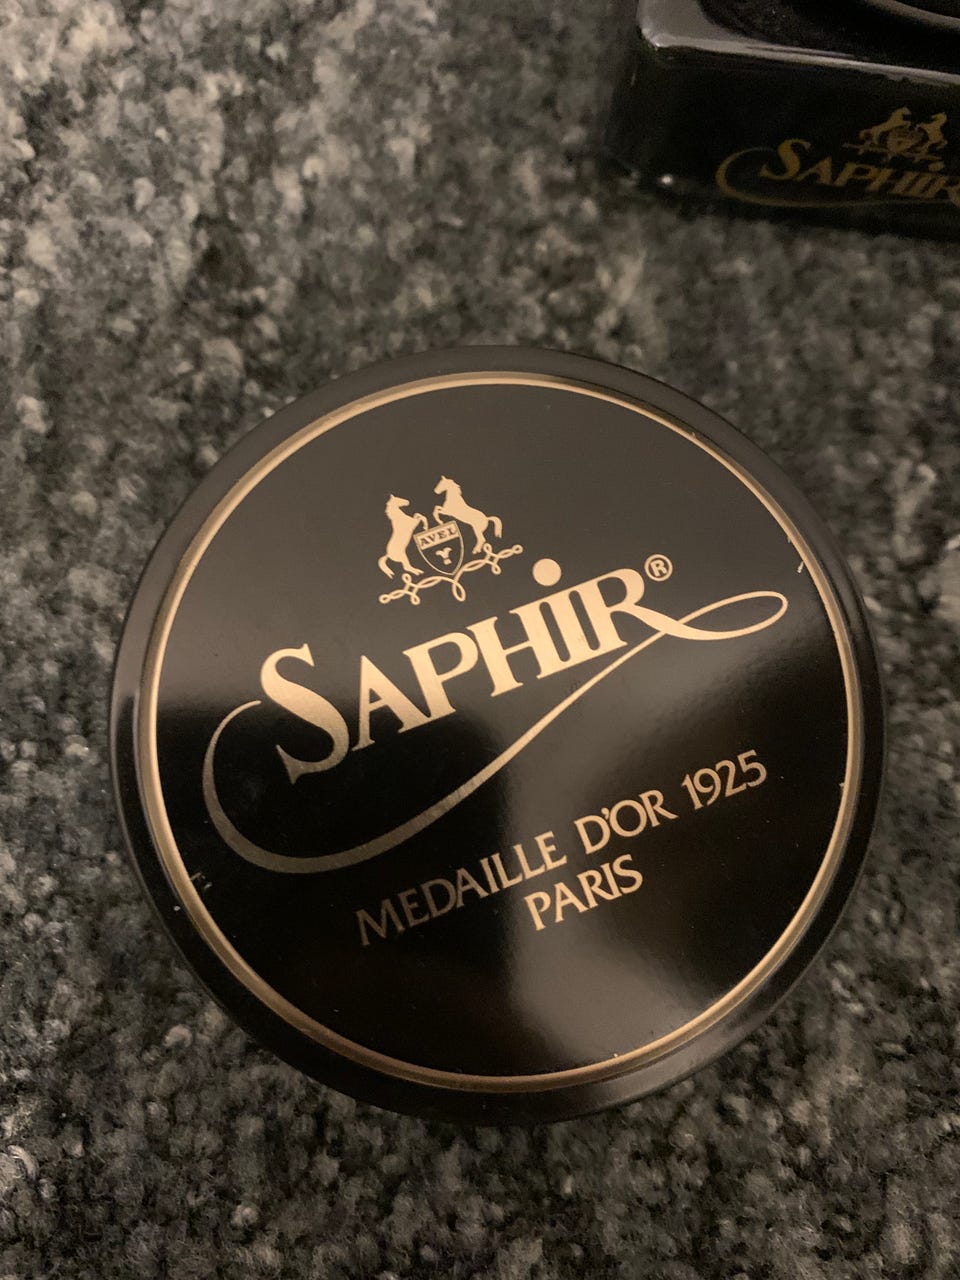 SAPHIR
AVEL
SAPHIR®
MEDAILLE D'OR 1925
PARIS